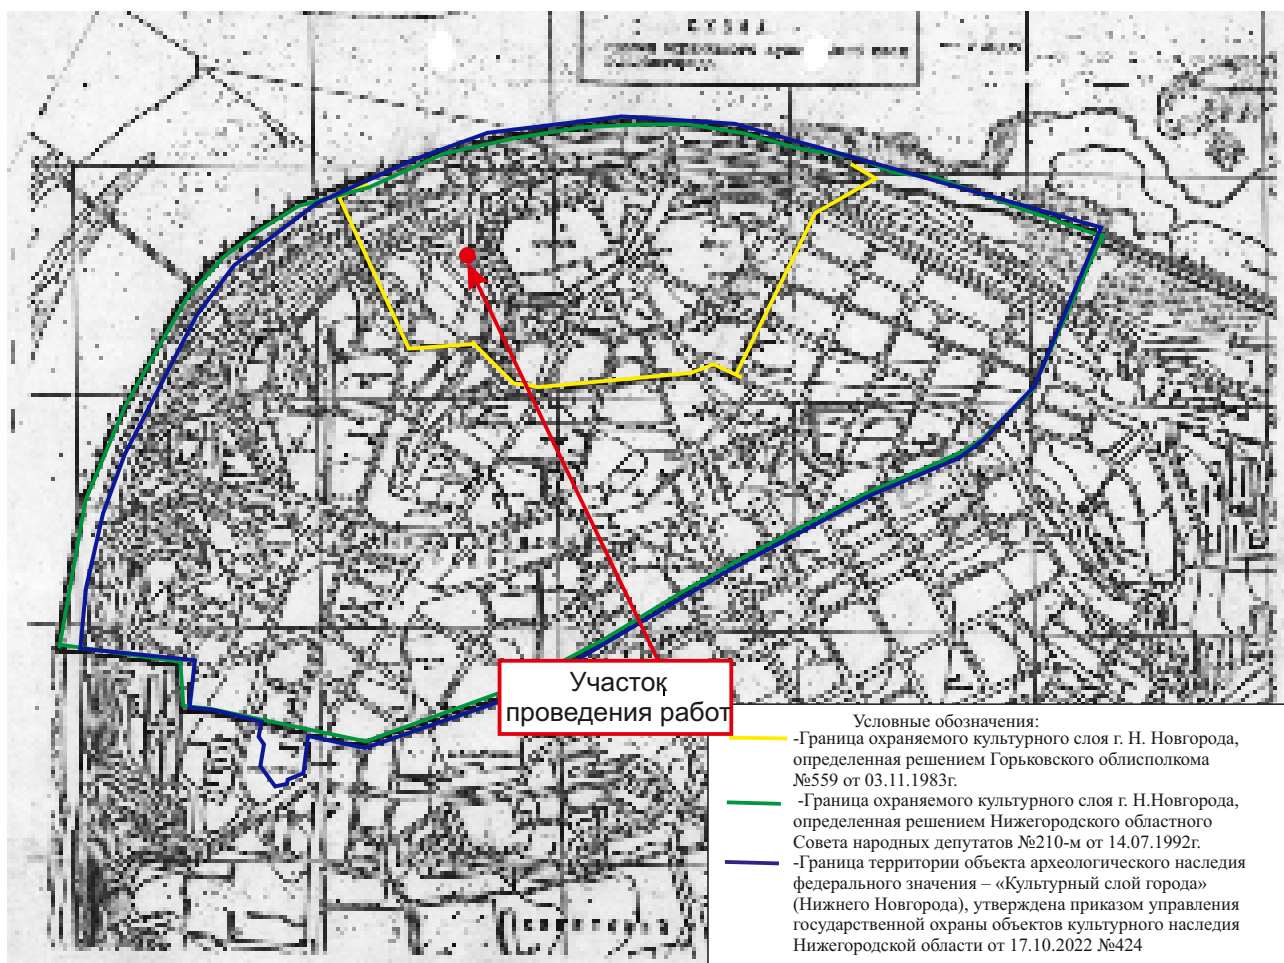 СХЕМА
Участок
проведения работ
Условные обозначения:
-Граница охраняемого культурного слоя г. Н. Новгорода,
определенная решением Горьковского облисполкома
№559 от 03.11.1983г.
-Граница охраняемого культурного слоя г. Н.Новгорода,
определенная решением Нижегородского областного
Совета народных депутатов №210-м от 14.07.1992г.
-Граница территории объекта археологического наследия
федерального значения – «Культурный слой города»
(Нижнего Новгорода), утверждена приказом управления
государственной охраны объектов культурного наследия
Нижегородской области от 17.10.2022 №424